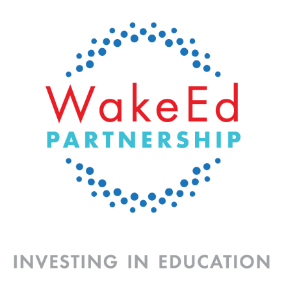 WakeEd
PARTNERSHIP
INVESTING IN EDUCATION